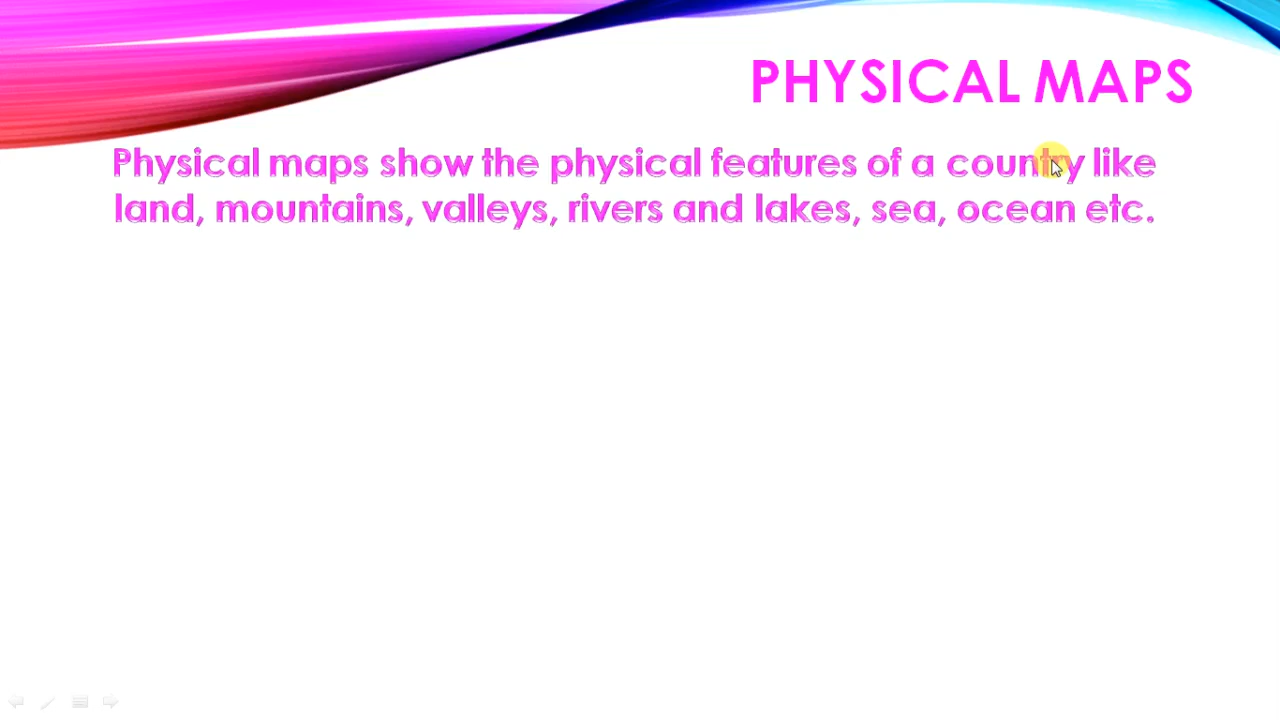 PHYSICAL MAPS
Physical maps show the physical features of a country like
land, mountains, valleys, rivers and lakes, sea, ocean etc.